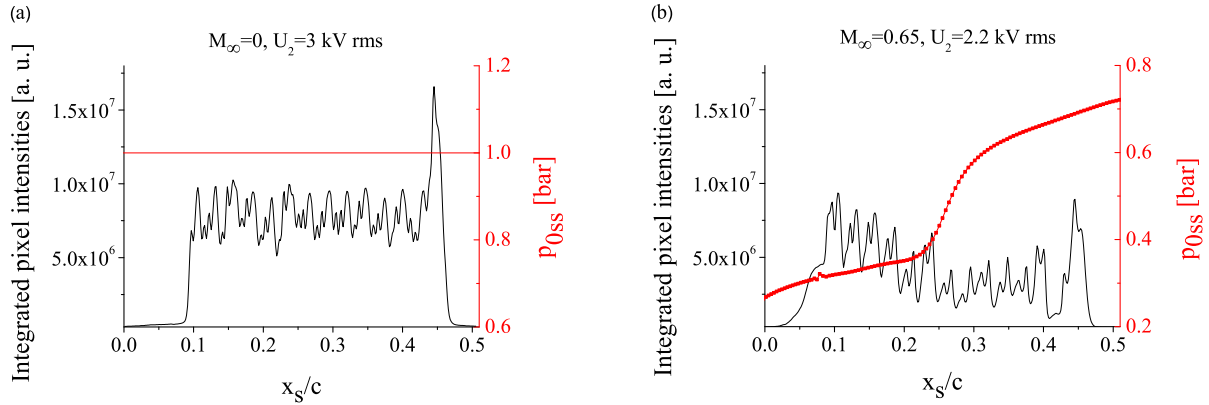 (a)
M∞=0, U2=3 kV rms
Integrated pixel intensities [a. u.]
1.5x10^7
1.0x10^7
5.0x10^6
0.0 0.1 0.2 0.3 0.4 0.5
xS/c
1.2
1.0
0.8
0.6
p0ss [bar]
(b)
M∞=0.65, U2=2.2 kV rms
Integrated pixel intensities [a. u.]
1.5x10^7
1.0x10^7
5.0x10^6
0.0 0.1 0.2 0.3 0.4 0.5
xS/c
0.8
0.6
0.4
0.2
p0ss [bar]